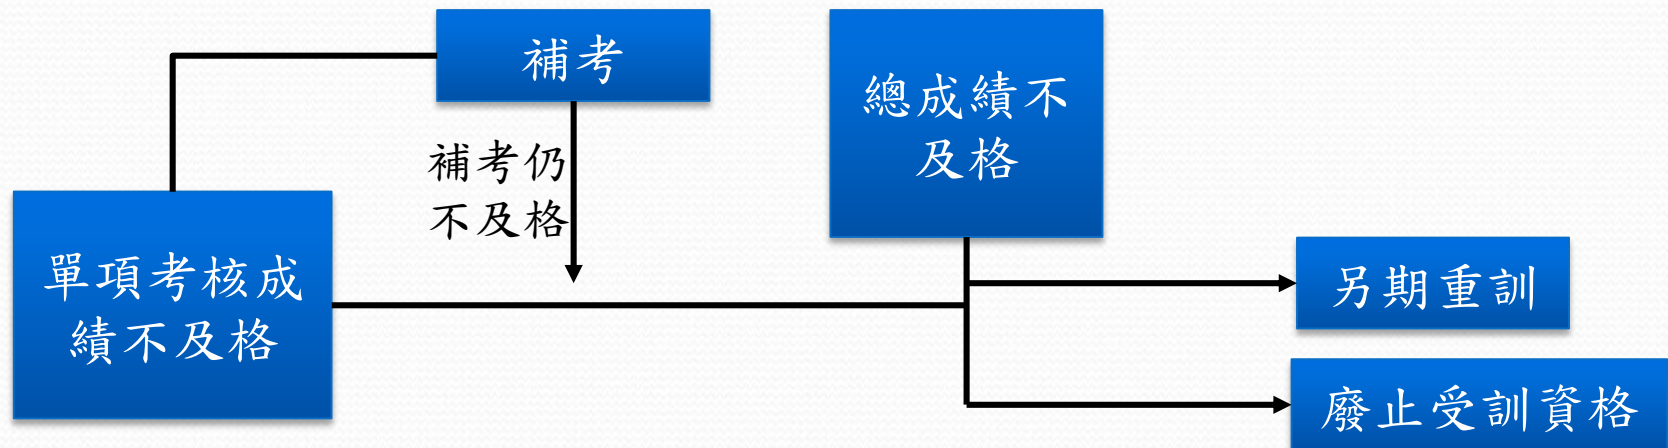 補考
總成績不
及格
補考仍
不及格
單項考核成
績不及格
另期重訓
廢止受訓資格